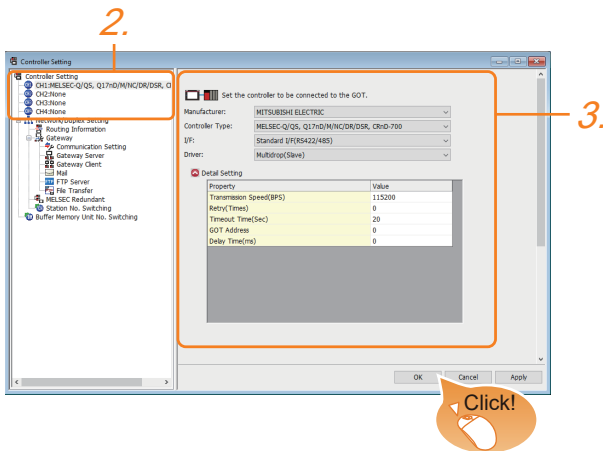 2.
Controller Setting
Controller Setting
CH1:MELSEC-Q/QS, Q17nD/M/NC/DR/DSR, C
CH2:None
CH3:None
CH4:None
Network/Duplex Setting
Routing Information
Gateway
Communication Setting
Gateway Server
Gateway Client
Mail
FTP Server
File Transfer
MELSEC Redundant
Station No. Switching
Buffer Memory Unit No. Switching
Set the controller to be connected to the GOT.
Manufacturer: MITSUBISHI ELECTRIC
Controller Type: MELSEC-Q/QS, Q17nD/M/NC/DR/DSR, CRnD-700
I/F: Standard I/F(RS422/485)
Driver: Multidrop(Slave)
Detail Setting
Property Value
Transmission Speed(BPS) 115200
Retry(Times) 0
Timeout Time(Sec) 20
GOT Address 0
Delay Time(ms) 0
3.
OK Cancel Apply
Click!